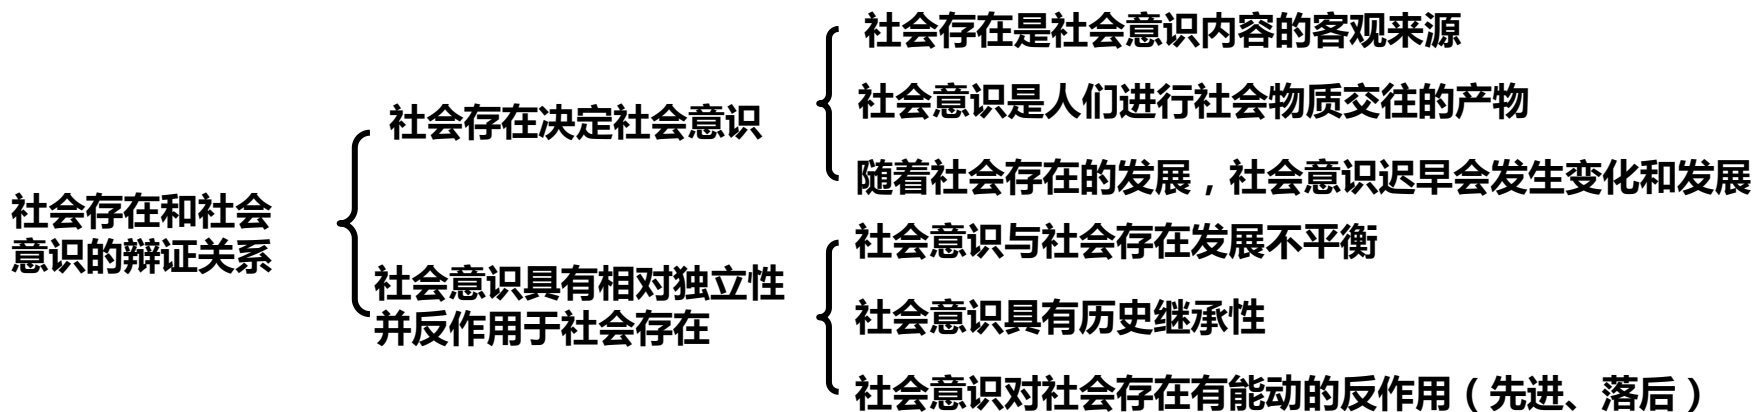 社会存在是社会意识内容的客观来源
社会存在决定社会意识
社会意识是人们进行社会物质交往的产物
随着社会存在的发展，社会意识迟早会发生变化和发展
社会存在和社会
意识的辩证关系
社会意识与社会存在发展不平衡
社会意识具有相对独立性
并反作用于社会存在
社会意识具有历史继承性
社会意识对社会存在有能动的反作用（先进、落后）